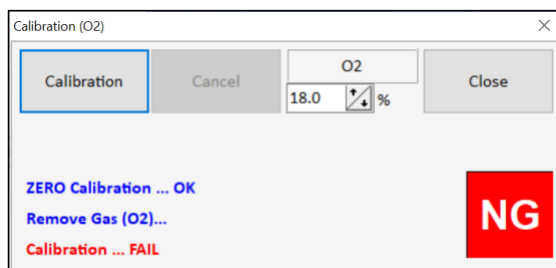 Calibration (O2)
Calibration
Cancel
O2
18.0
%
Close
ZERO Calibration ... OK
Remove Gas (O2)...
Calibration ... FAIL
NG